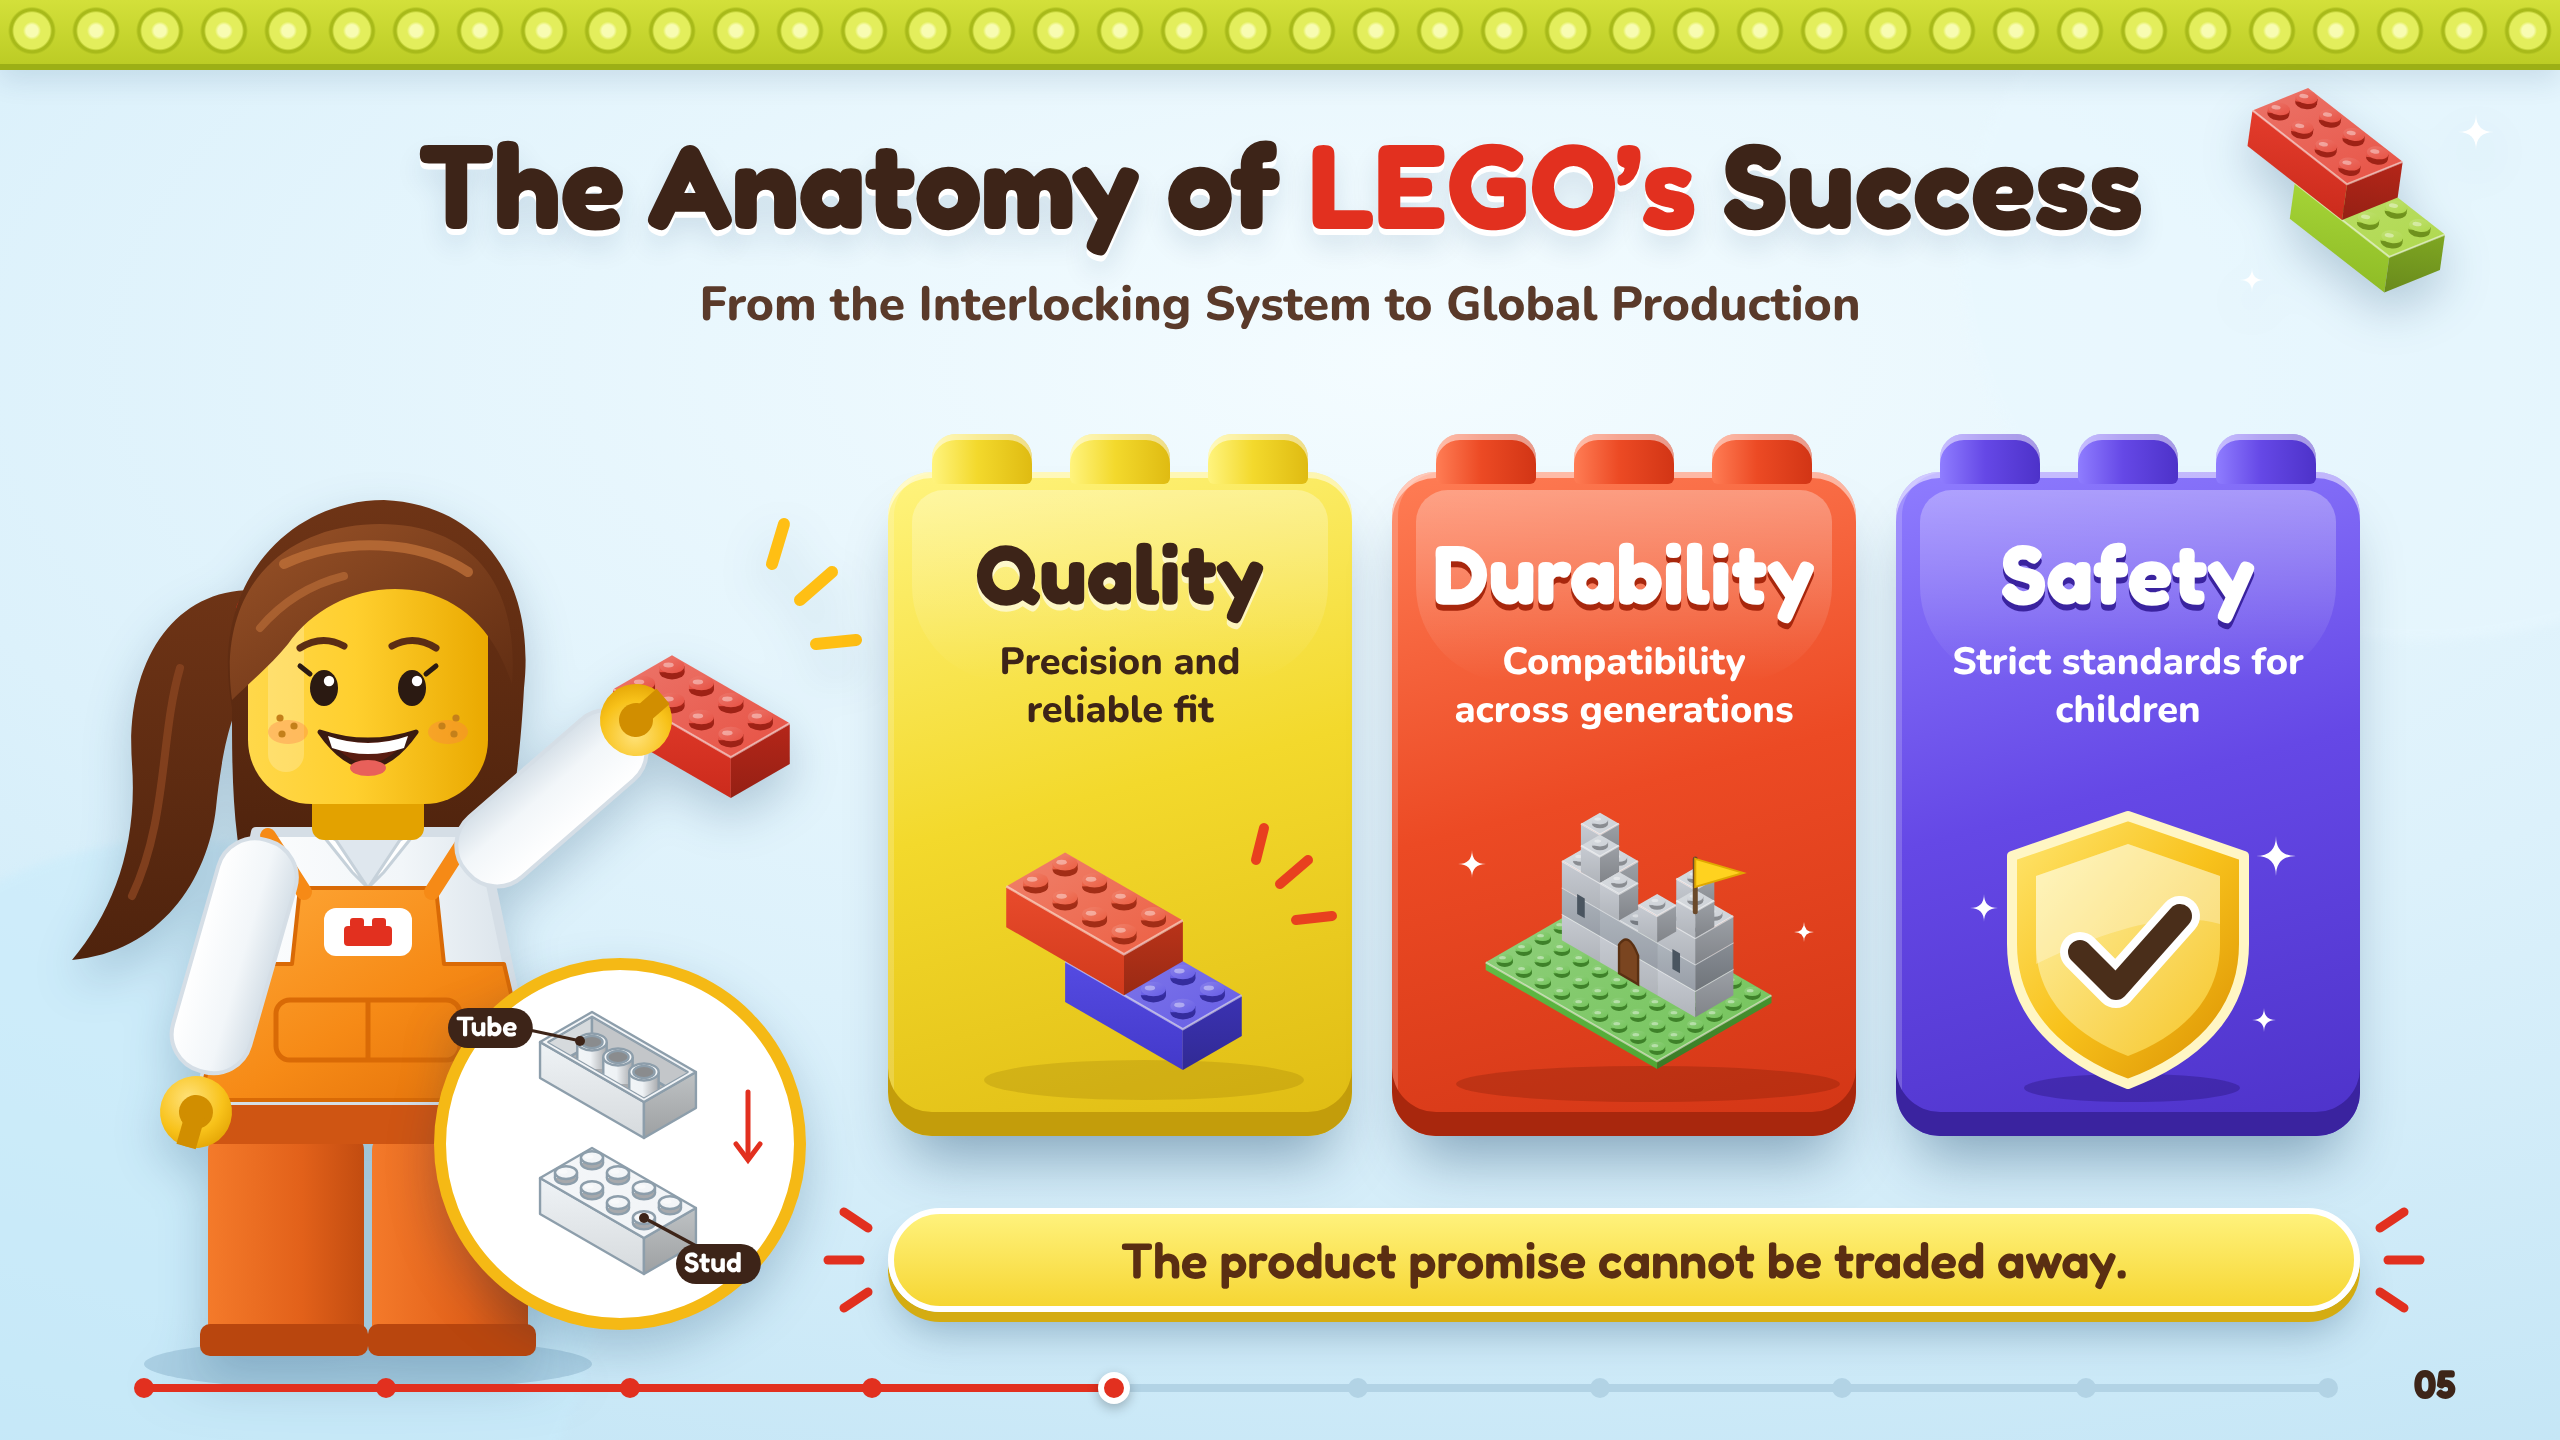 The Anatomy of LEGO’s Success
From the Interlocking System to Global Production
Quality
Precision and
reliable fit
Durability
Compatibility
across generations
Safety
Strict standards for
children
Tube
Stud
The product promise cannot be traded away.
05